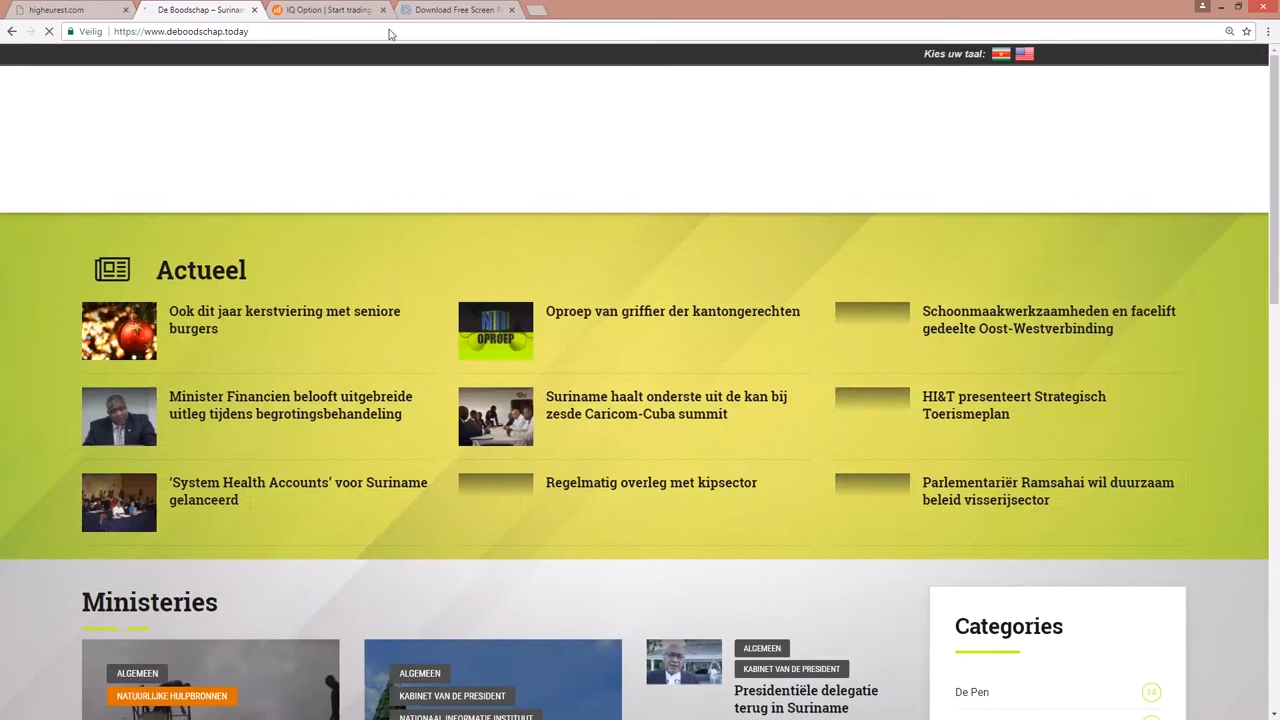 higheurest.com
De Boodschap – Surinam
IQ Option | Start trading
Download Free Screen R
Veilig
https://www.deboodschap.today
Kies uw taal:
Actueel
Ook dit jaar kerstviering met seniore
burgers
Oproep van griffier der kantongerechten
OPROEP
Schoonmaakwerkzaamheden en facelift
gedeelte Oost-Westverbinding
Minister Financien belooft uitgebreide
uitleg tijdens begrotingsbehandeling
Suriname haalt onderste uit de kan bij
zesde Caricom-Cuba summit
HI&T presenteert Strategisch
Toerismeplan
‘System Health Accounts’ voor Suriname
gelanceerd
Regelmatig overleg met kipsector
Parlementariër Ramsahai wil duurzaam
beleid visserijsector
Ministeries
ALGEMEEN
NATUURLIJKE HULPBRONNEN
ALGEMEEN
KABINET VAN DE PRESIDENT
NATIONAAL INFORMATIE INSTITUUT
ALGEMEEN
KABINET VAN DE PRESIDENT
Presidentiële delegatie
terug in Suriname
Categories
De Pen
14